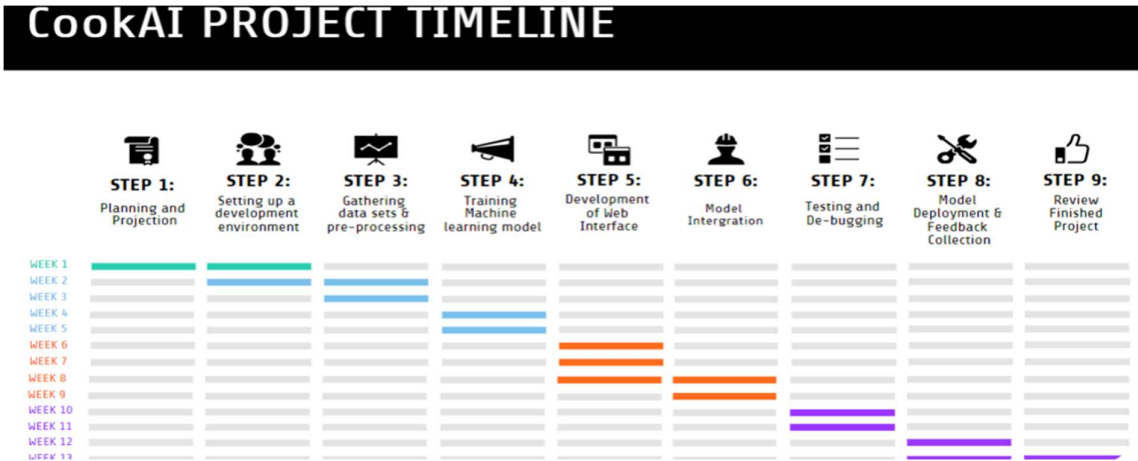 CookAI PROJECT TIMELINE
STEP 1:
Planning and
Projection
STEP 2:
Setting up a
development
environment
STEP 3:
Gathering
data sets &
pre-processing
STEP 4:
Training
Machine
learning model
STEP 5:
Development
of Web
Interface
STEP 6:
Model
Intergration
STEP 7:
Testing and
De-bugging
STEP 8:
Model
Deployment &
Feedback
Collection
STEP 9:
Review
Finished
Project
WEEK 1
WEEK 2
WEEK 3
WEEK 4
WEEK 5
WEEK 6
WEEK 7
WEEK 8
WEEK 9
WEEK 10
WEEK 11
WEEK 12
WEEK 13